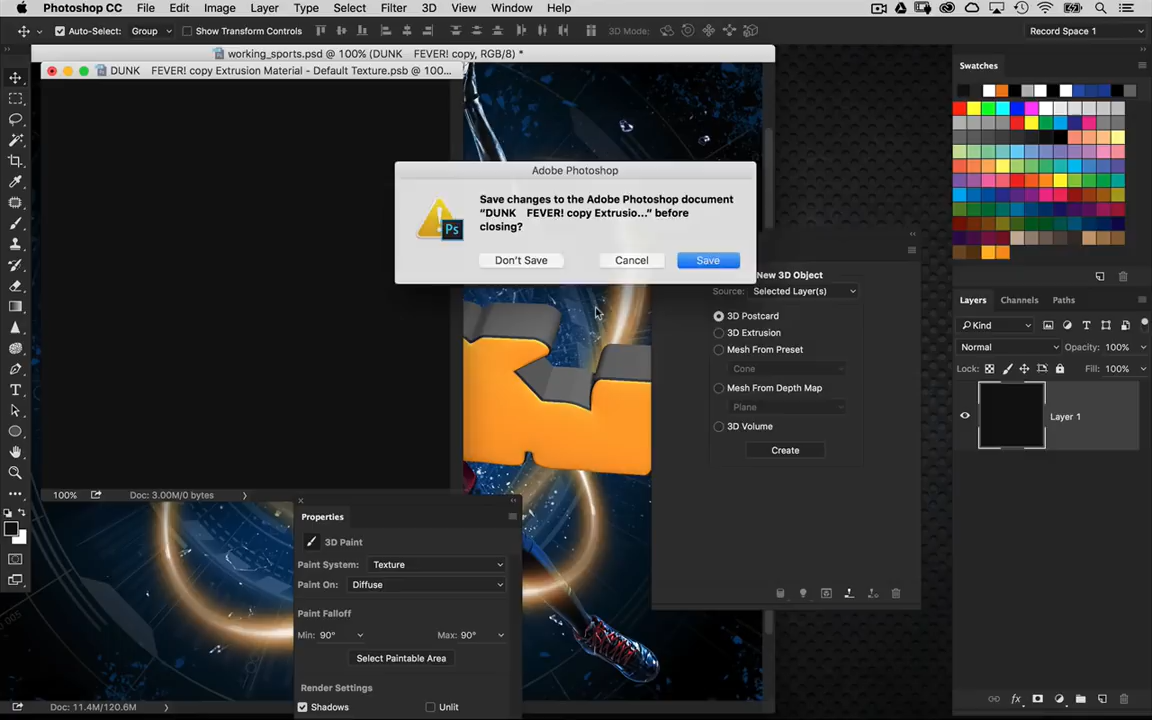 Photoshop CC File Edit Image Layer Type Select Filter 3D View Window Help
Auto-Select: Group Show Transform Controls 3D Mode: Record Space 1
working_sports.psd @ 100% (DUNK FEVER! copy, RGB/8) *
DUNK FEVER! copy Extrusion Material - Default Texture.psb @ 100...
Swatches
Adobe Photoshop
Save changes to the Adobe Photoshop document
“DUNK FEVER! copy Extrusio...” before
closing?
Don't Save Cancel Save
New 3D Object
Source: Selected Layer(s)
3D Postcard
3D Extrusion
Mesh From Preset
Cone
Mesh From Depth Map
Plane
3D Volume
Create
Layers Channels Paths
Kind
Normal Opacity: 100%
Lock: Fill: 100%
Layer 1
100% Doc: 3.00M/0 bytes
Properties
3D Paint
Paint System: Texture
Paint On: Diffuse
Paint Falloff
Min: 90° Max: 90°
Select Paintable Area
Render Settings
Shadows Unlit
Doc: 11.4M/120.6M